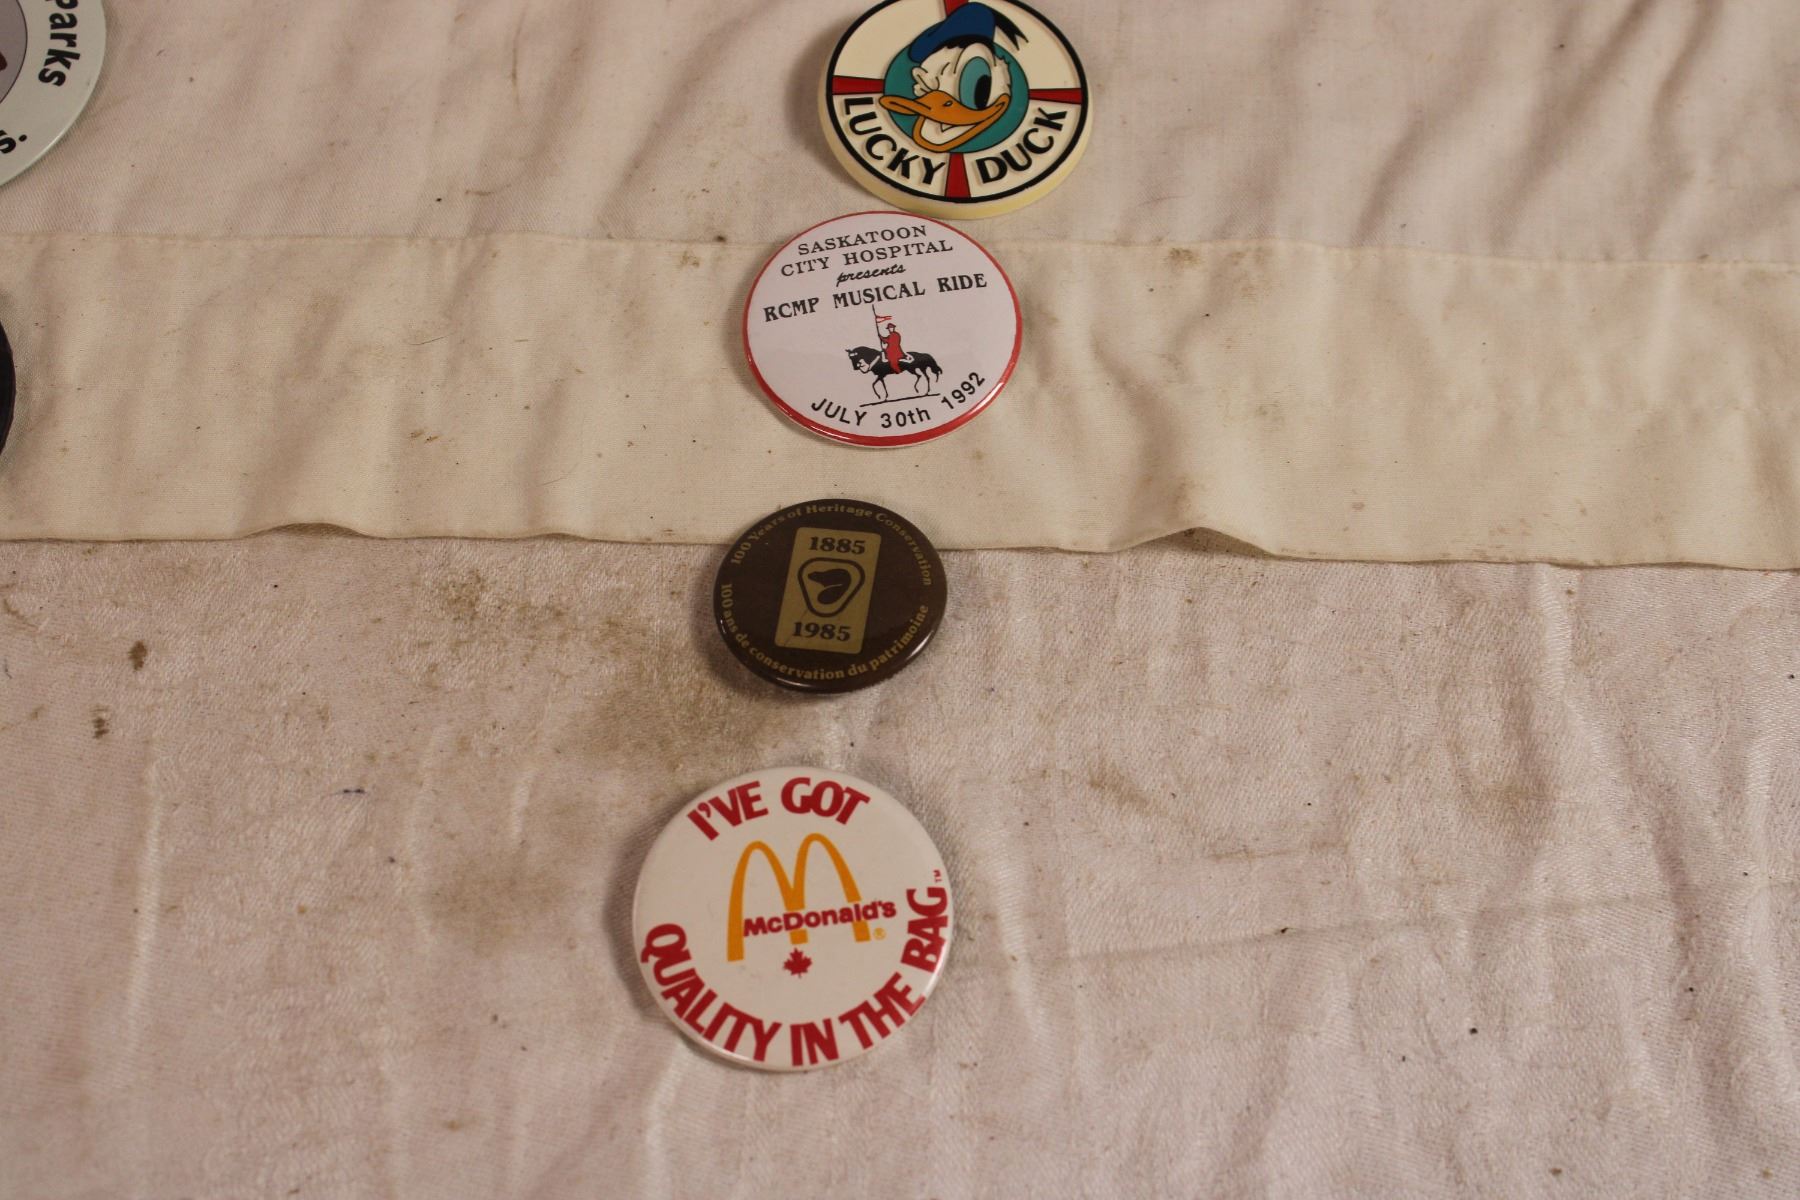 parks
s.
LUCKY DUCK
SASKATOON
CITY HOSPITAL
presents
RCMP MUSICAL RIDE
JULY 30th 1992
100 Years of Heritage Conservation
1885
1985
100 ans de conservation du patrimoine
I'VE GOT
McDonald's®
QUALITY IN THE BAG™